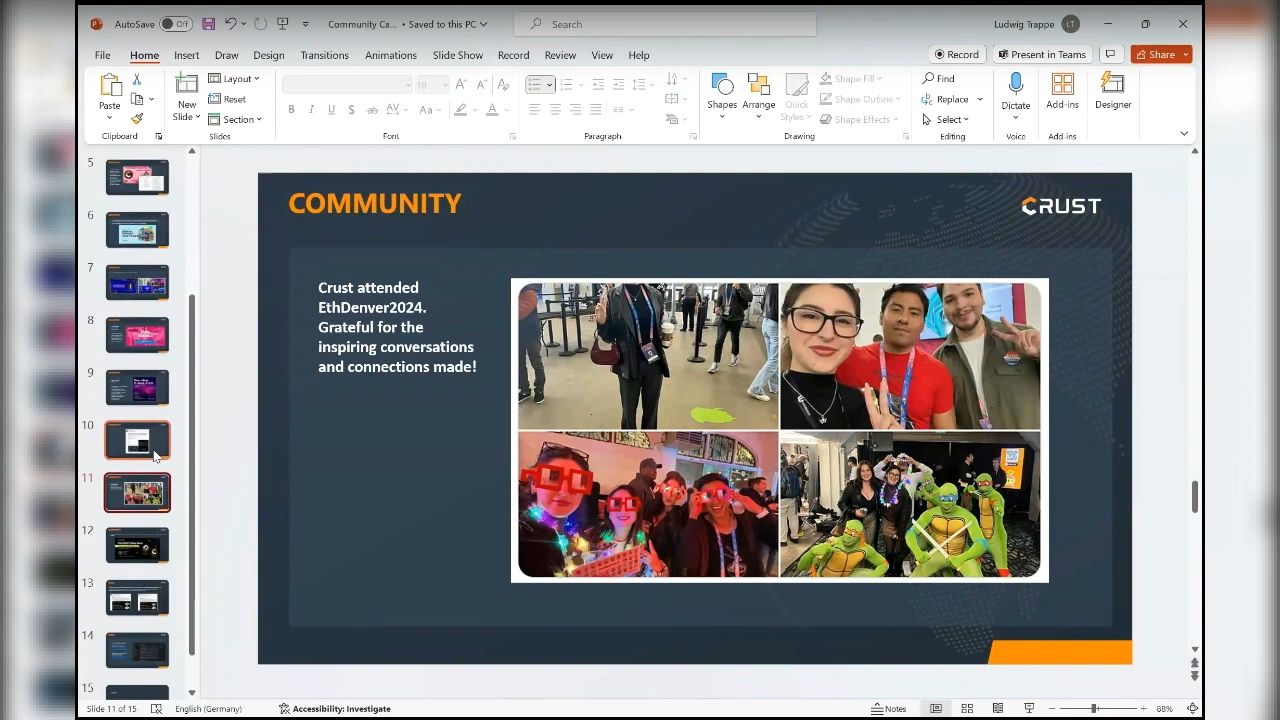 AutoSave Off Community Ca... • Saved to this PC Search Ludwig Trappe LT
File Home Insert Draw Design Transitions Animations Slide Show Record Review View Help Record Present in Teams Share
Paste
Clipboard
New
Slide
Layout
Reset
Section
Slides
18
Font
Paragraph
Shapes
Arrange
Quick
Styles
Shape Fill
Shape Outline
Shape Effects
Drawing
Find
Replace
Select
Editing
Dictate
Voice
Add-ins
Add-ins
Designer
5
6
7
8
9
10
11
12
13
14
15
COMMUNITY
CRUST
Crust attended
EthDenver2024.
Grateful for the
inspiring conversations
and connections made!
Slide 11 of 15 English (Germany) Accessibility: Investigate Notes 88%